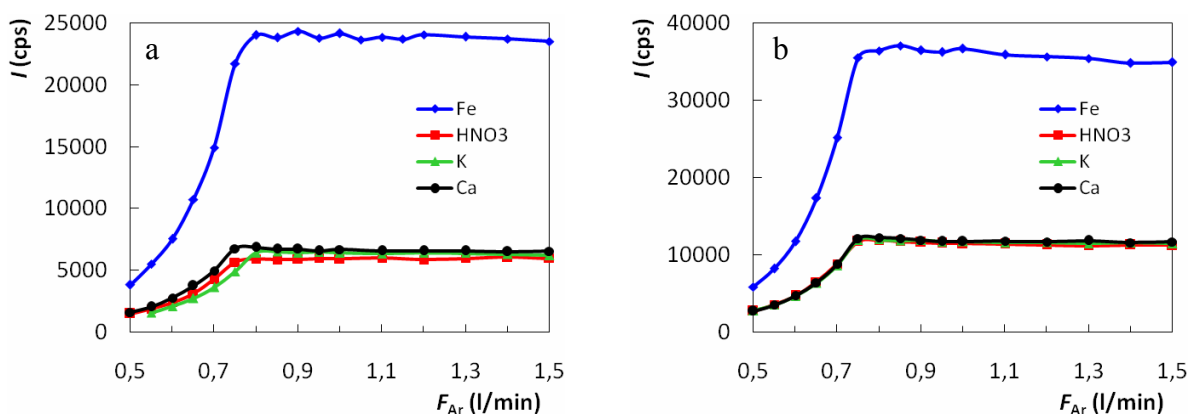 a
I (cps)
25000
20000
15000
10000
5000
0
Fe
HNO3
K
Ca
0,5 0,7 0,9 1,1 1,3 1,5
F_Ar (l/min)
b
I (cps)
40000
30000
20000
10000
0
Fe
HNO3
K
Ca
0,5 0,7 0,9 1,1 1,3 1,5
F_Ar (l/min)